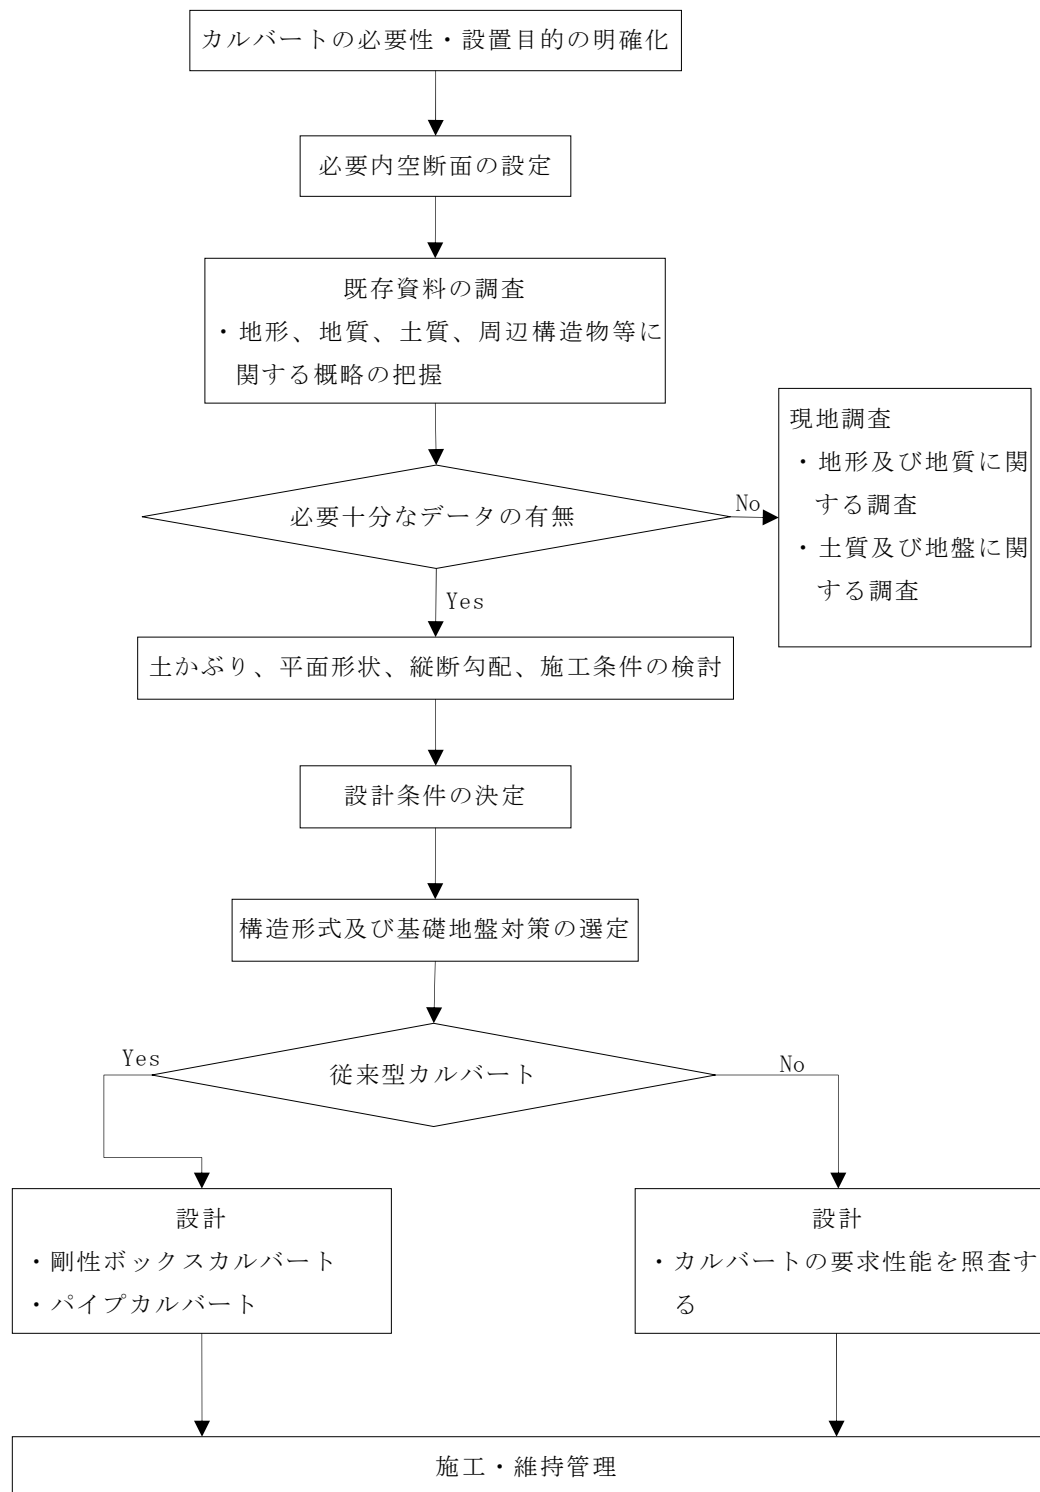 カルバートの必要性・設置目的の明確化
必要内空断面の設定
既存資料の調査
・地形、地質、土質、周辺構造物等に
関する概略の把握
必要十分なデータの有無
No
現地調査
・地形及び地質に関
する調査
・土質及び地盤に関
する調査
Yes
土かぶり、平面形状、縦断勾配、施工条件の検討
設計条件の決定
構造形式及び基礎地盤対策の選定
Yes
従来型カルバート
No
設計
・剛性ボックスカルバート
・パイプカルバート
設計
・カルバートの要求性能を照査す
る
施工・維持管理